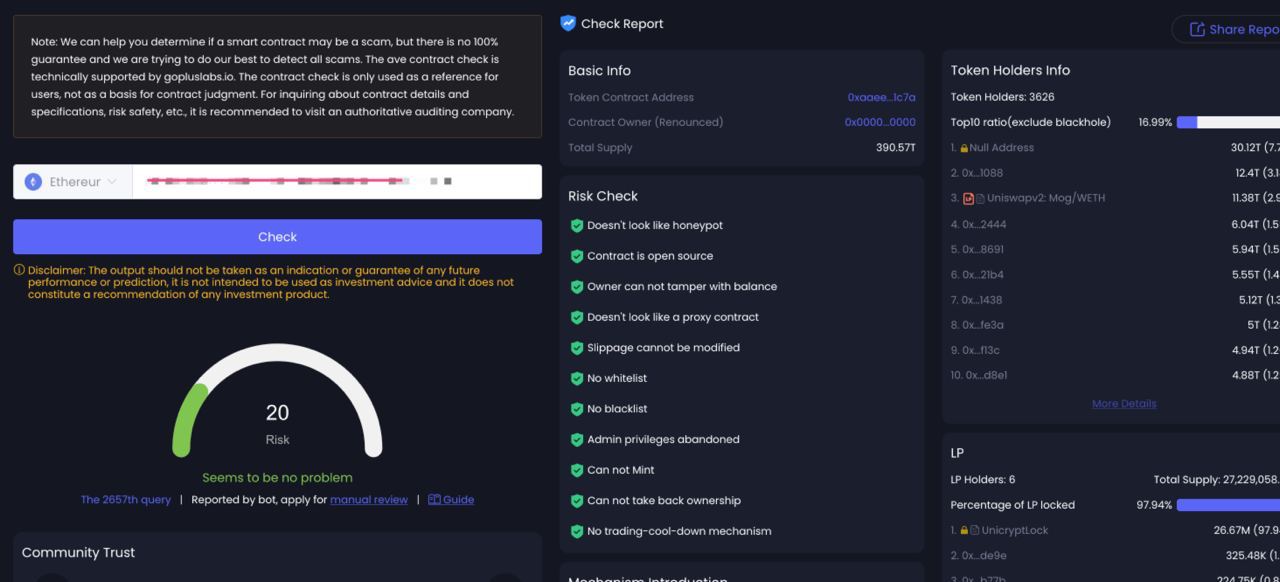 Note: We can help you determine if a smart contract may be a scam, but there is no 100%
guarantee and we are trying to do our best to detect all scams. The ave contract check is
technically supported by gopluslabs.io. The contract check is only used as a reference for
users, not as a basis for contract judgment. For inquiring about contract details and
specifications, risk safety, etc., it is recommended to visit an authoritative auditing company.
Ethereur
Check
Disclaimer: The output should not be taken as an indication or guarantee of any future
performance or prediction, it is not intended to be used as investment advice and it does not
constitute a recommendation of any investment product.
20
Risk
Seems to be no problem
The 2657th query | Reported by bot, apply for manual review | Guide
Community Trust
Check Report
Share Repo
Basic Info
Token Contract Address 0xaaee...1c7a
Contract Owner (Renounced) 0x0000...0000
Total Supply 390.57T
Risk Check
Doesn't look like honeypot
Contract is open source
Owner can not tamper with balance
Doesn't look like a proxy contract
Slippage cannot be modified
No whitelist
No blacklist
Admin privileges abandoned
Can not Mint
Can not take back ownership
No trading-cool-down mechanism
Mechanism Introduction
Token Holders Info
Token Holders: 3626
Top10 ratio(exclude blackhole) 16.99%
1. Null Address 30.12T (7.7
2. 0x...1088 12.4T (3.1
3. Uniswapv2: Mog/WETH 11.38T (2.9
4. 0x...2444 6.04T (1.5
5. 0x...8691 5.94T (1.5
6. 0x...21b4 5.55T (1.4
7. 0x...1438 5.12T (1.3
8. 0x...fe3a 5T (1.2
9. 0x...f13c 4.94T (1.2
10. 0x...d8e1 4.88T (1.2
More Details
LP
LP Holders: 6 Total Supply: 27,229,058.
Percentage of LP locked 97.94%
1. UnicryptLock 26.67M (97.9
2. 0x...de9e 325.48K (1.
3. 0x...b77b 224.75K (0.8